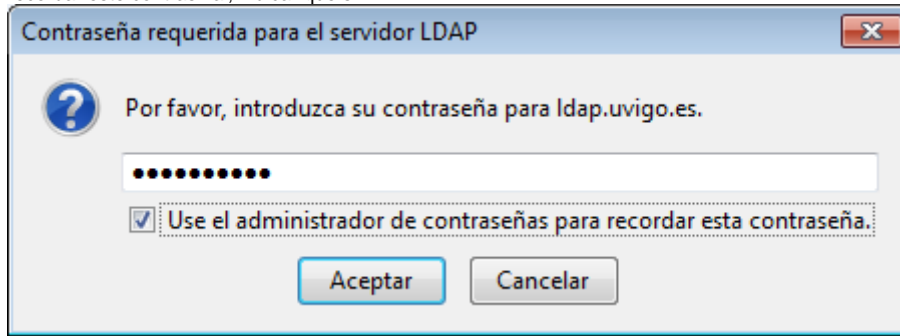 Contraseña requerida para el servidor LDAP
Por favor, introduzca su contraseña para ldap.uvigo.es.
••••••••••
Use el administrador de contraseñas para recordar esta contraseña.
Aceptar
Cancelar